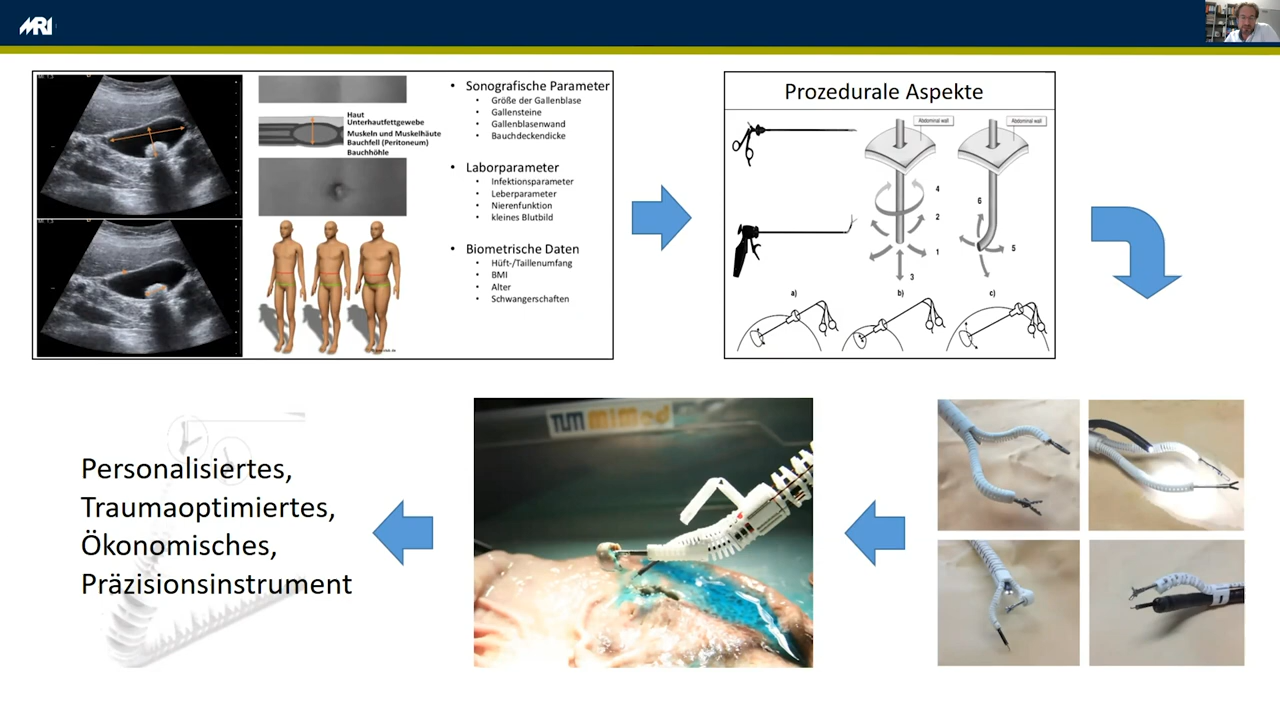 MRI
Haut
Unterhautfettgewebe
Muskeln und Muskelhäute
Bauchfell (Peritoneum)
Bauchhöhle
• Sonografische Parameter
• Größe der Gallenblase
• Gallensteine
• Gallenblasenwand
• Bauchdeckendicke
• Laborparameter
• Infektionsparameter
• Leberparameter
• Nierenfunktion
• kleines Blutbild
• Biometrische Daten
• Hüft-/Taillenumfang
• BMI
• Alter
• Schwangerschaften
Prozedurale Aspekte
Abdominal wall
Abdominal wall
4
2
1
3
6
5
a)
b)
c)
Personalisiertes,
Traumaoptimiertes,
Ökonomisches,
Präzisionsinstrument
TUM MiMed